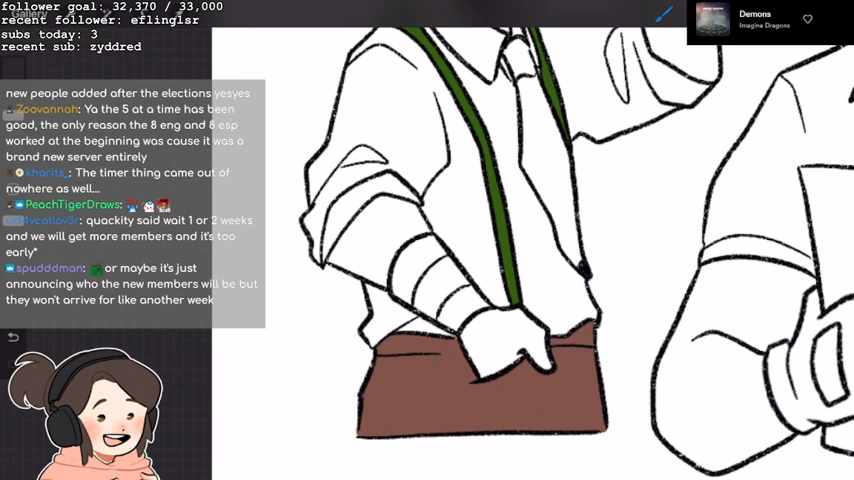 Gallery
follower goal: 32,370 / 33,000
recent follower: eflinglsr
subs today: 3
recent sub: zyddred
Demons
Imagine Dragons
new people added after the elections yesyes
Zoovannah: Ya the 5 at a time has been
good, the only reason the 8 eng and 8 esp
worked at the beginning was cause it was a
brand new server entirely
kharits_: The timer thing came out of
nowhere as well...
PeachTigerDraws:
quackity said wait 1 or 2 weeks
and we will get more members and it's too
early*
spudddman: or maybe it's just
announcing who the new members will be but
they won't arrive for like another week